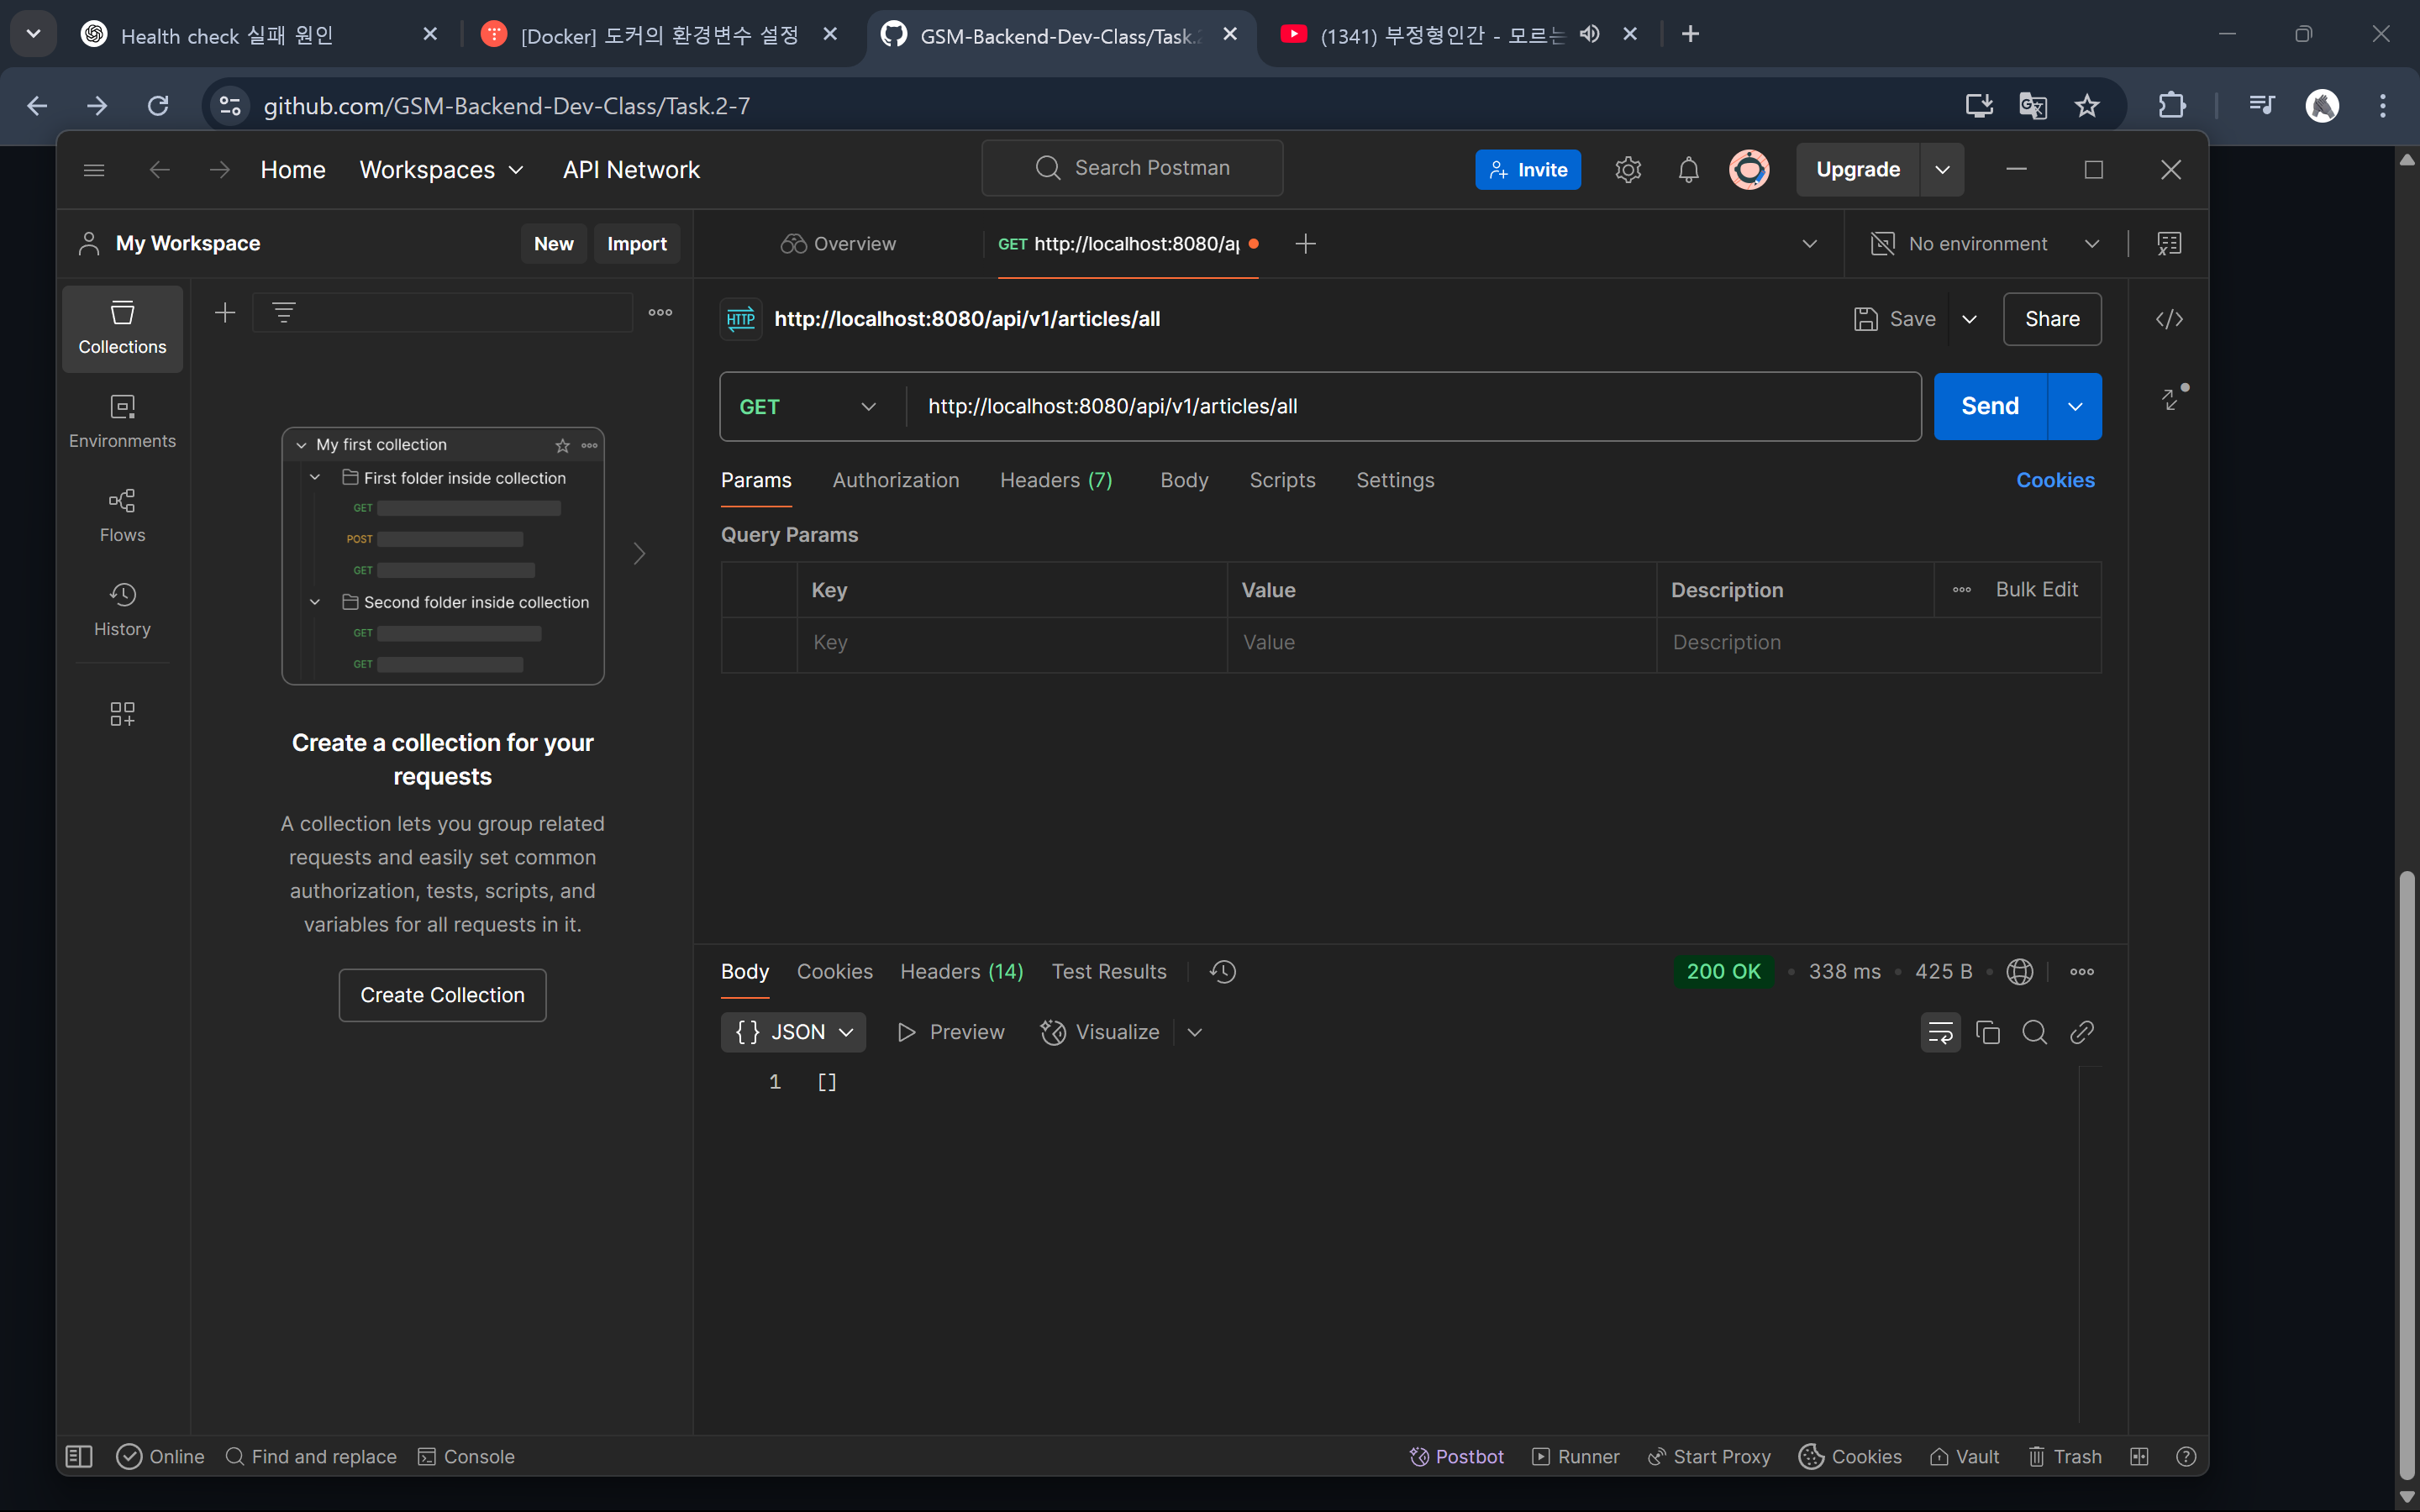 Health check 실패 원인
[Docker] 도커의 환경변수 설정
GSM-Backend-Dev-Class/Task.2
(1341) 부정형인간 - 모르는
github.com/GSM-Backend-Dev-Class/Task.2-7
Home
Workspaces
API Network
Search Postman
Invite
Upgrade
My Workspace
New
Import
Overview
GET http://localhost:8080/ap
No environment
Collections
Environments
Flows
History
My first collection
First folder inside collection
GET
POST
GET
Second folder inside collection
GET
GET
Create a collection for your
requests
A collection lets you group related
requests and easily set common
authorization, tests, scripts, and
variables for all requests in it.
Create Collection
HTTP
http://localhost:8080/api/v1/articles/all
Save
Share
GET
http://localhost:8080/api/v1/articles/all
Send
Params
Authorization
Headers (7)
Body
Scripts
Settings
Cookies
Query Params
Key
Value
Description
Bulk Edit
Key
Value
Description
Body
Cookies
Headers (14)
Test Results
200 OK
338 ms
425 B
{} JSON
Preview
Visualize
1 []
Online
Find and replace
Console
Postbot
Runner
Start Proxy
Cookies
Vault
Trash